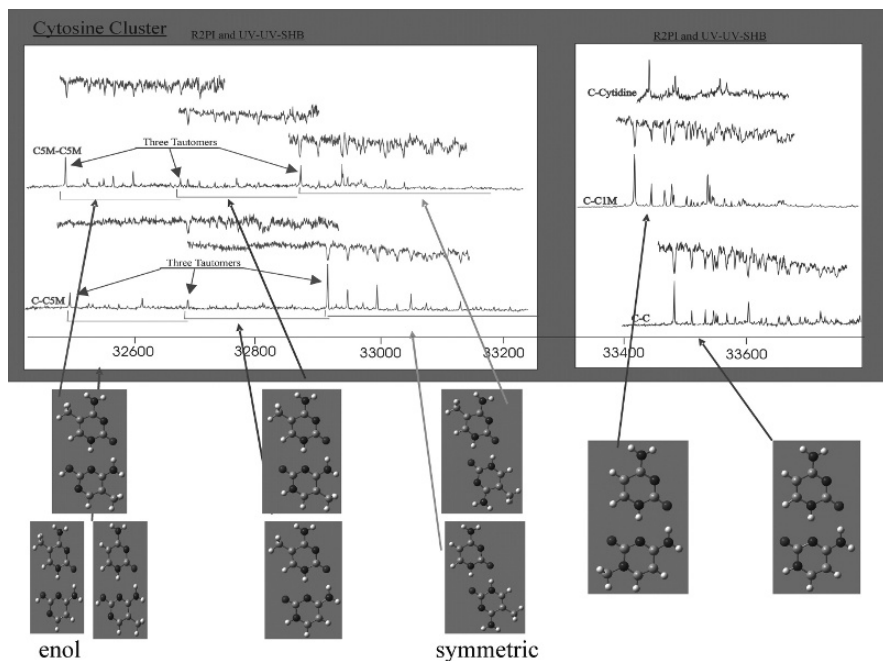 Cytosine Cluster
R2PI and UV-UV-SHB
R2PI and UV-UV-SHB
C-Cytidine
C5M-C5M
Three Tautomers
C-C1M
Three Tautomers
C-C5M
C-C
32600
32800
33000
33200
33400
33600
enol
symmetric